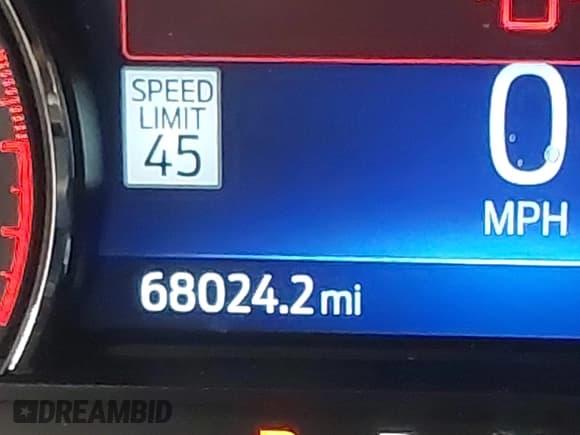 SPEED
LIMIT
45
0
MPH
68024.2 mi
DREAMBID